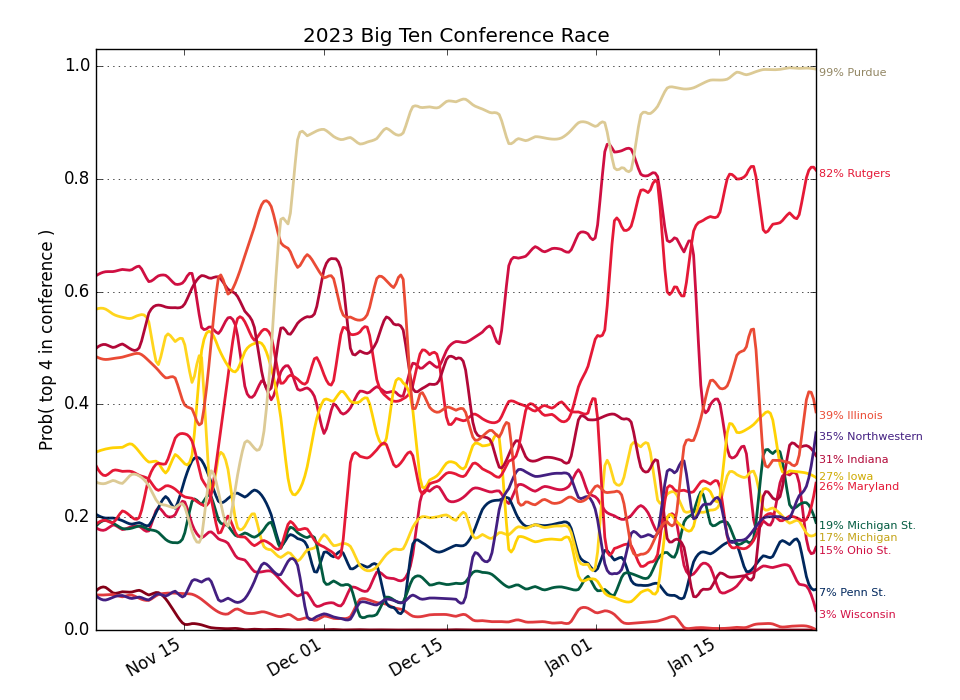 2023 Big Ten Conference Race
Prob( top 4 in conference )
1.0
0.8
0.6
0.4
0.2
0.0
Nov 15
Dec 01
Dec 15
Jan 01
Jan 15
99% Purdue
82% Rutgers
39% Illinois
35% Northwestern
31% Indiana
27% Iowa
26% Maryland
19% Michigan St.
17% Michigan
15% Ohio St.
7% Penn St.
3% Wisconsin